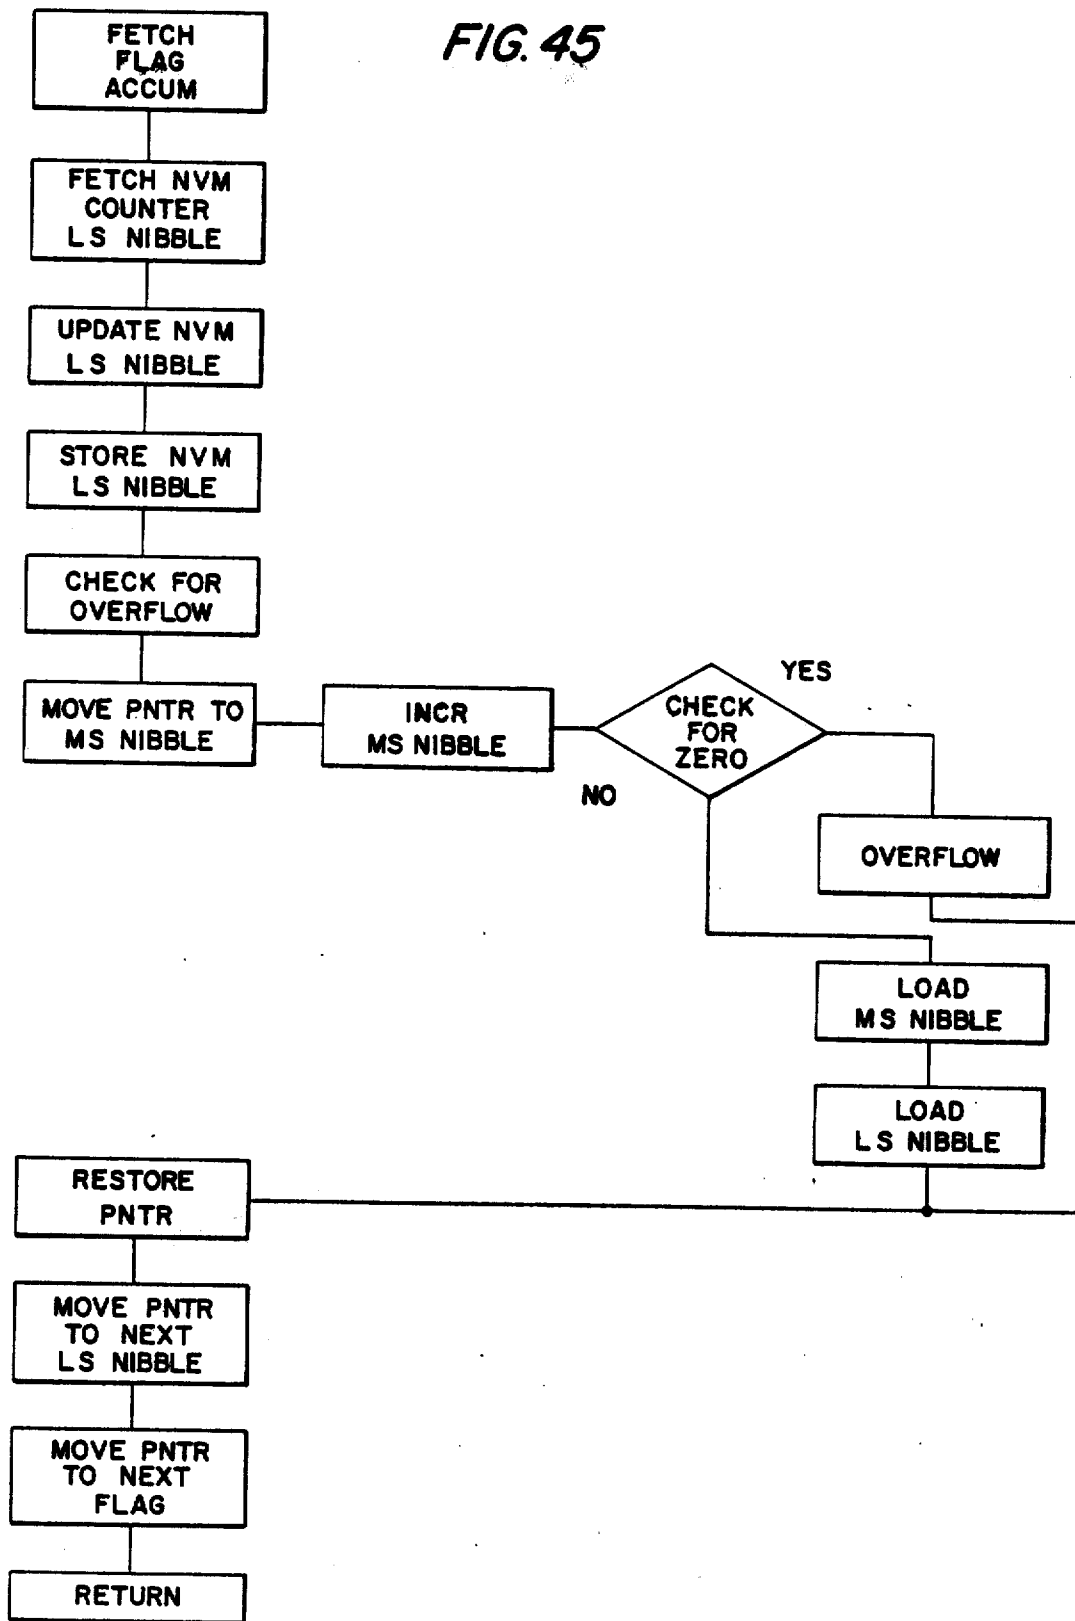 FIG. 45
FETCH
FLAG
ACCUM
FETCH NVM
COUNTER
LS NIBBLE
UPDATE NVM
LS NIBBLE
STORE NVM
LS NIBBLE
CHECK FOR
OVERFLOW
MOVE PNTR TO
MS NIBBLE
INCR
MS NIBBLE
CHECK
FOR
ZERO
YES
NO
OVERFLOW
LOAD
MS NIBBLE
LOAD
LS NIBBLE
RESTORE
PNTR
MOVE PNTR
TO NEXT
LS NIBBLE
MOVE PNTR
TO NEXT
FLAG
RETURN